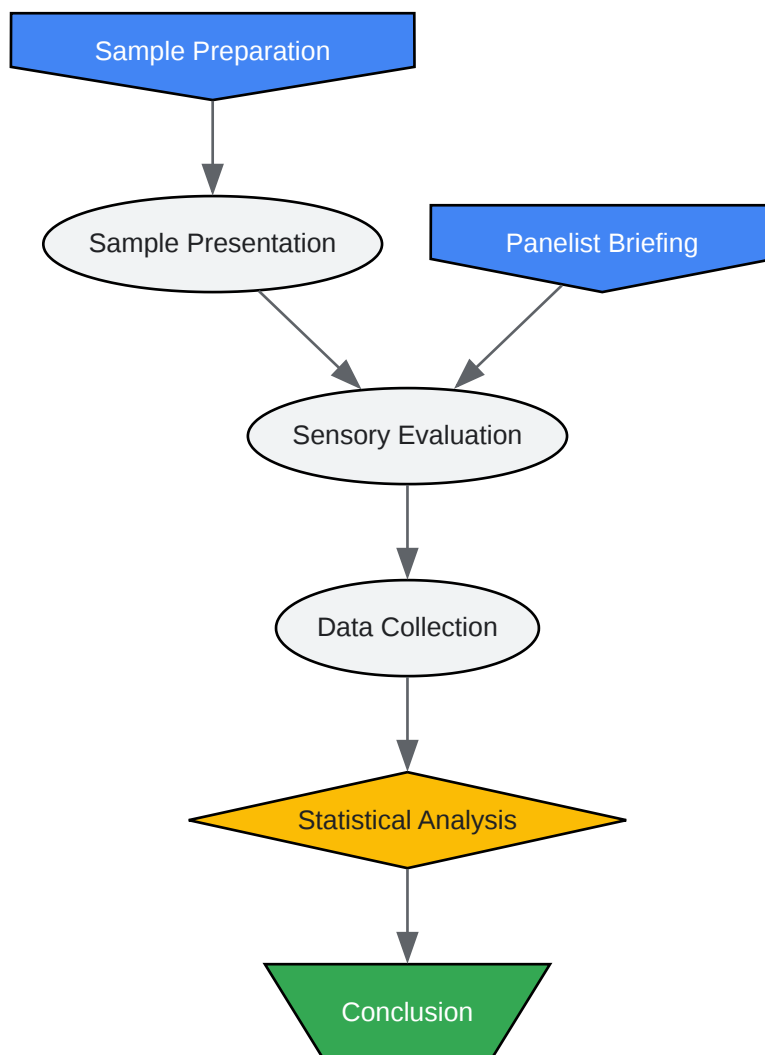 Sample Preparation
Sample Presentation
Panelist Briefing
Sensory Evaluation
Data Collection
Statistical Analysis
Conclusion